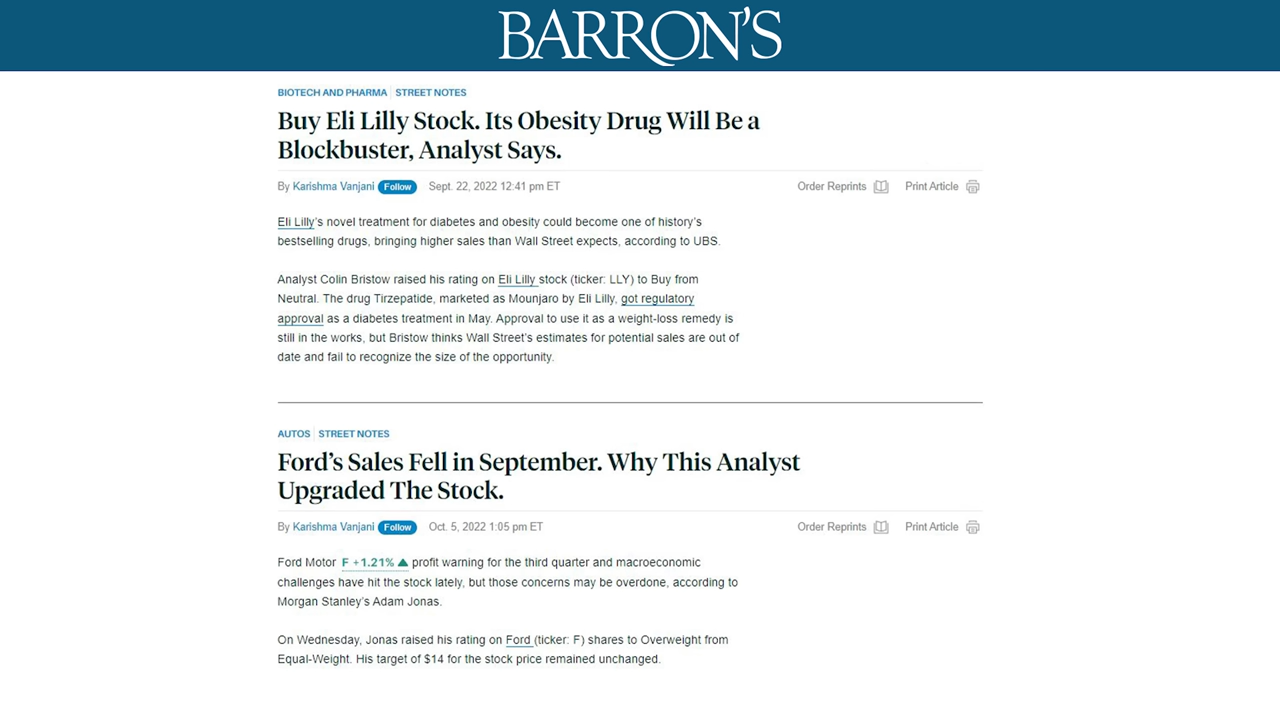 BARRON'S
BIOTECH AND PHARMA STREET NOTES
Buy Eli Lilly Stock. Its Obesity Drug Will Be a
Blockbuster, Analyst Says.
By Karishma Vanjani Follow Sept. 22, 2022 12:41 pm ET Order Reprints Print Article
Eli Lilly's novel treatment for diabetes and obesity could become one of history's
bestselling drugs, bringing higher sales than Wall Street expects, according to UBS.
Analyst Colin Bristow raised his rating on Eli Lilly stock (ticker: LLY) to Buy from
Neutral. The drug Tirzepatide, marketed as Mounjaro by Eli Lilly, got regulatory
approval as a diabetes treatment in May. Approval to use it as a weight-loss remedy is
still in the works, but Bristow thinks Wall Street's estimates for potential sales are out of
date and fail to recognize the size of the opportunity.
AUTOS STREET NOTES
Ford's Sales Fell in September. Why This Analyst
Upgraded The Stock.
By Karishma Vanjani Follow Oct. 5, 2022 1:05 pm ET Order Reprints Print Article
Ford Motor F +1.21% ▲ profit warning for the third quarter and macroeconomic
challenges have hit the stock lately, but those concerns may be overdone, according to
Morgan Stanley's Adam Jonas.
On Wednesday, Jonas raised his rating on Ford (ticker: F) shares to Overweight from
Equal-Weight. His target of $14 for the stock price remained unchanged.